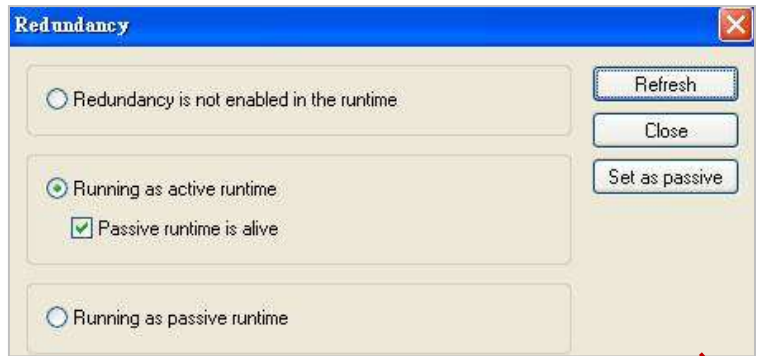 Redundancy
Redundancy is not enabled in the runtime
Refresh
Close
Running as active runtime
Set as passive
Passive runtime is alive
Running as passive runtime